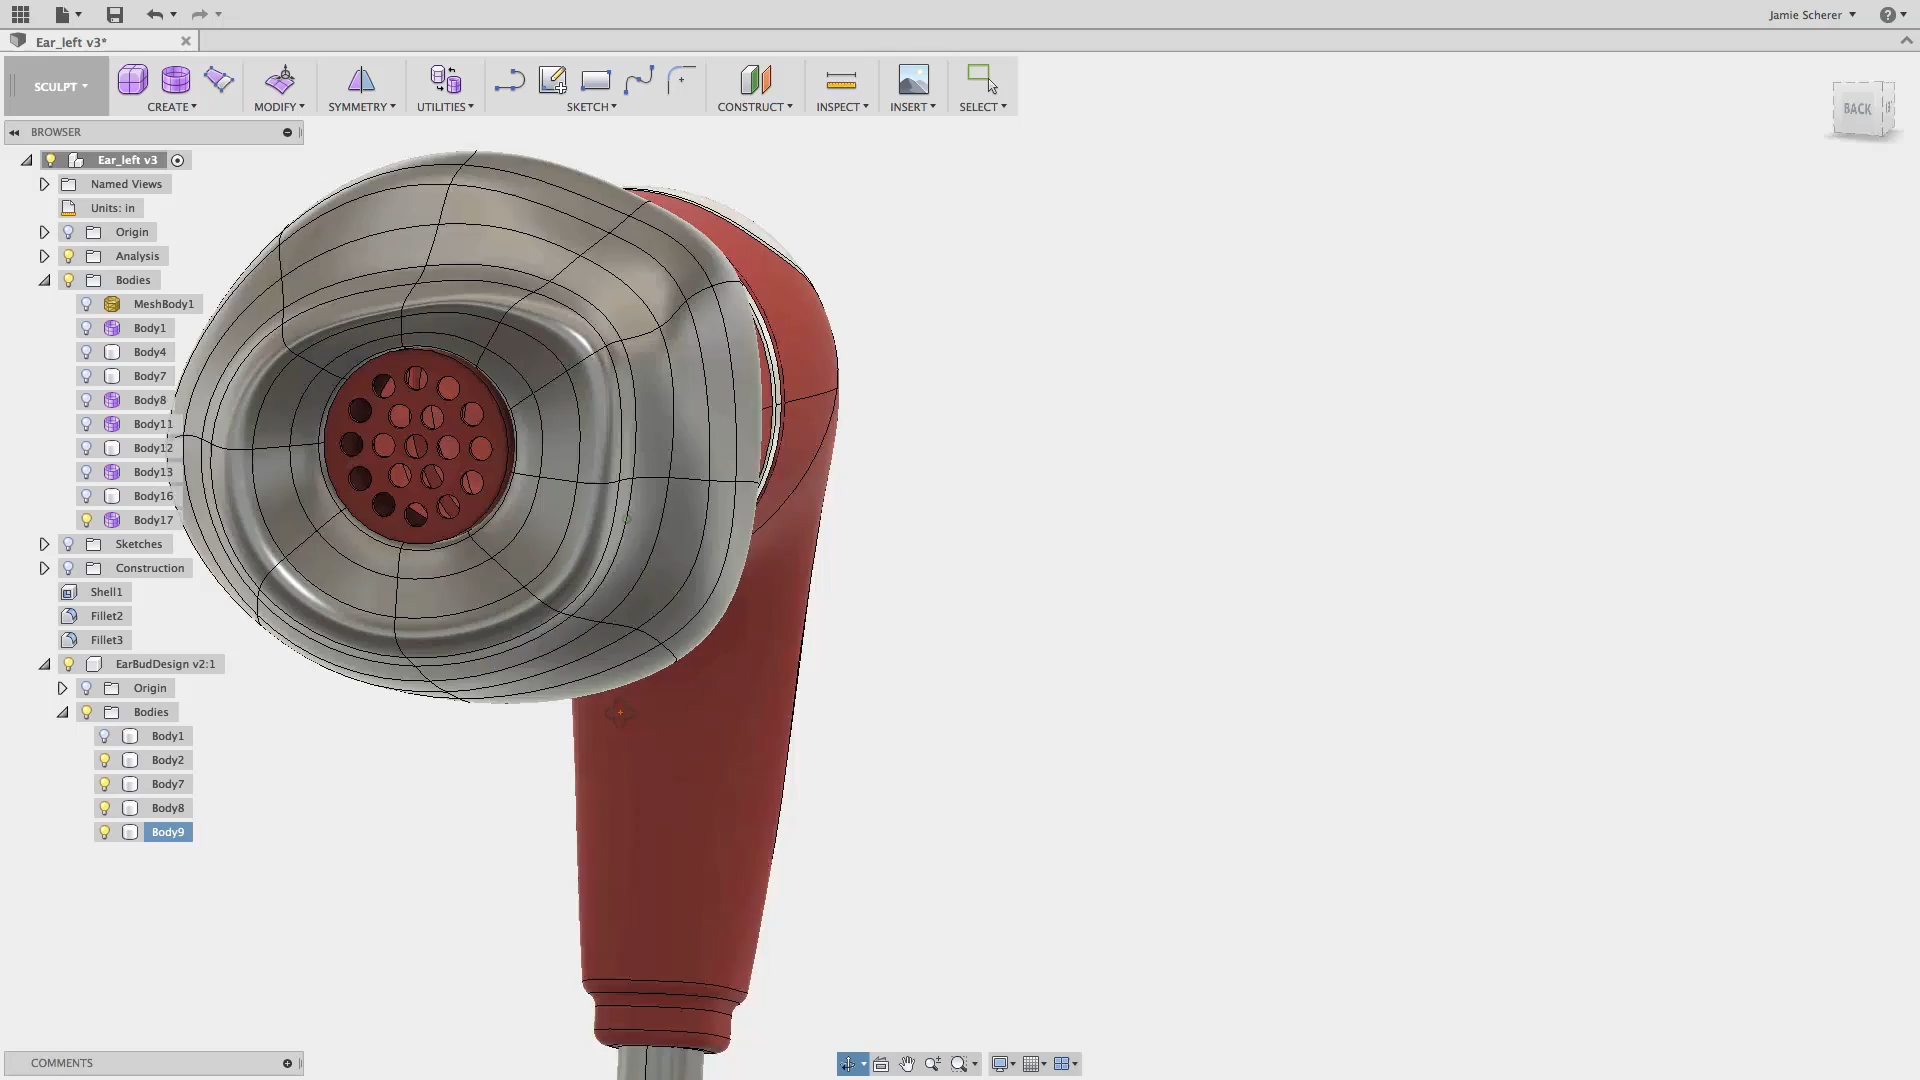 Jamie Scherer
Ear_left v3*
SCULPT
CREATE
MODIFY
SYMMETRY
UTILITIES
SKETCH
CONSTRUCT
INSPECT
INSERT
SELECT
BACK
BROWSER
Ear_left v3
Named Views
Units: in
Origin
Analysis
Bodies
MeshBody1
Body1
Body4
Body7
Body8
Body11
Body12
Body13
Body16
Body17
Sketches
Construction
Shell1
Fillet2
Fillet3
EarBudDesign v2:1
Origin
Bodies
Body1
Body2
Body7
Body8
Body9
COMMENTS